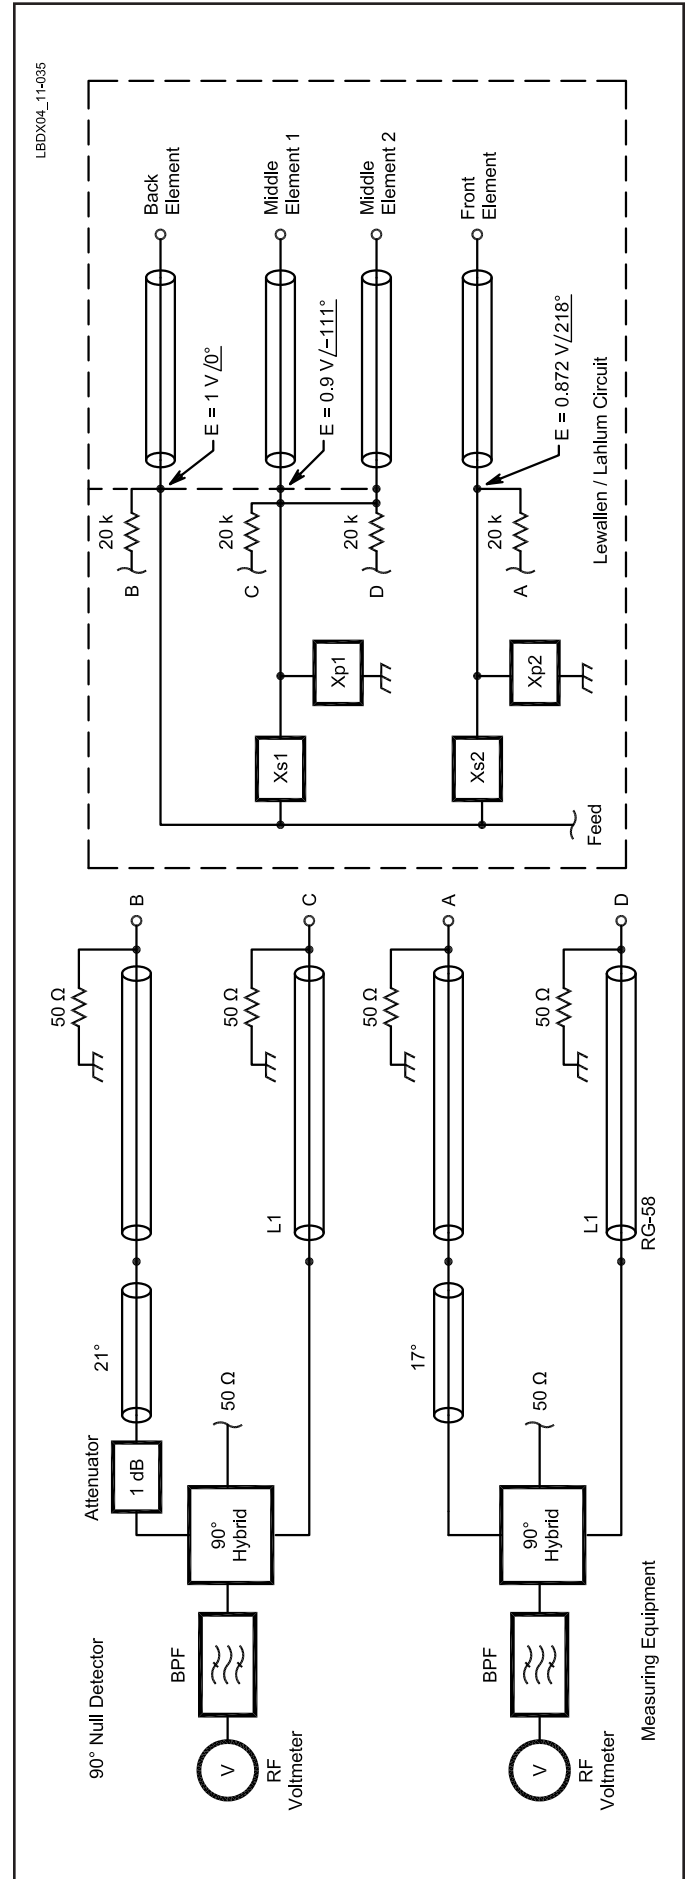 LBDX04_11-035
90° Null Detector
RF
Voltmeter
V
BPF
90°
Hybrid
50 Ω
Attenuator
1 dB
21°
50 Ω
B
L1
50 Ω
C
RF
Voltmeter
V
BPF
90°
Hybrid
50 Ω
17°
50 Ω
A
L1
RG-58
50 Ω
D
Measuring Equipment
Feed
Xs1
Xp1
Xs2
Xp2
B
20 k
C
20 k
D
20 k
A
20 k
E = 1 V/0°
E = 0.9 V/−111°
E = 0.872 V/218°
Back
Element
Middle
Element 1
Middle
Element 2
Front
Element
Lewallen / Lahlum Circuit